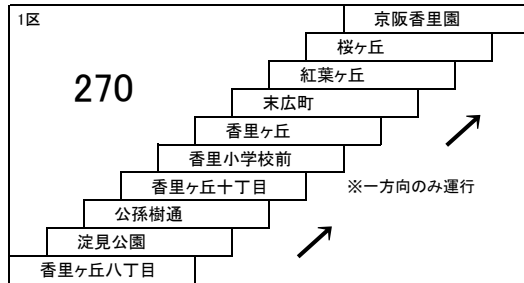 1区
京阪香里園
桜ヶ丘
紅葉ヶ丘
270
末広町
香里ヶ丘
香里小学校前
香里ヶ丘十丁目
※一方向のみ運行
公孫樹通
淀見公園
香里ヶ丘八丁目